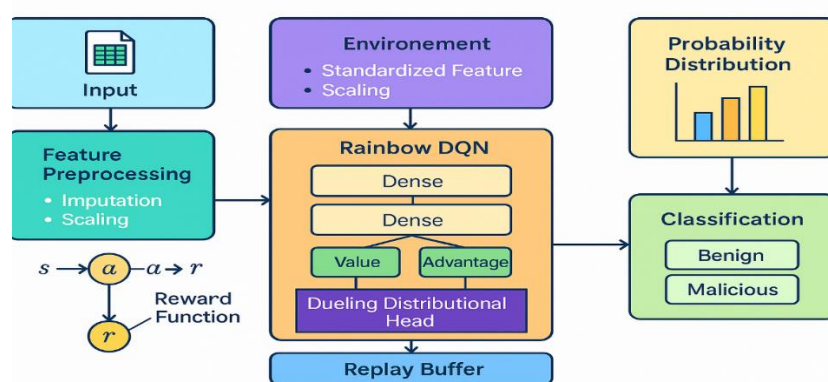 Input
Feature
Preprocessing
• Imputation
• Scaling
s
a
a
r
Reward
Function
r
Environement
• Standardized Feature
• Scaling
Rainbow DQN
Dense
Dense
Value
Advantage
Dueling Distributional
Head
Replay Buffer
Probability
Distribution
Classification
Benign
Malicious